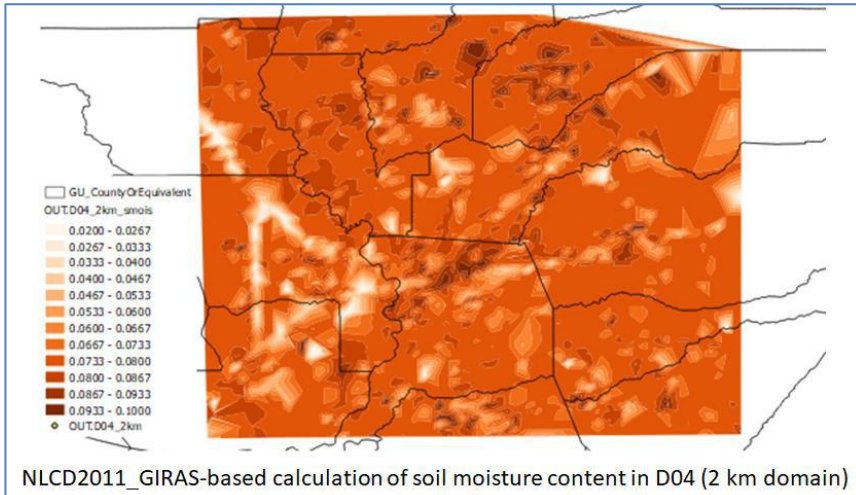 GU_CountyOrEquivalent
OUT.D04_2km_smois
0.0200 - 0.0267
0.0267 - 0.0333
0.0333 - 0.0400
0.0400 - 0.0467
0.0467 - 0.0533
0.0533 - 0.0600
0.0600 - 0.0667
0.0667 - 0.0733
0.0733 - 0.0800
0.0800 - 0.0867
0.0867 - 0.0933
0.0933 - 0.1000
OUT.D04_2km
NLCD2011_GIRAS-based calculation of soil moisture content in D04 (2 km domain)